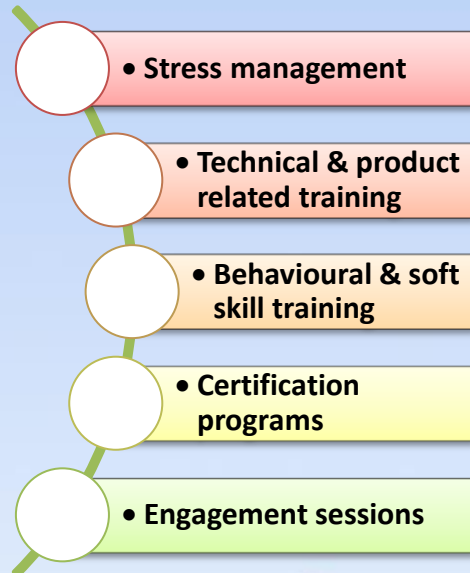 • Stress management
• Technical & product
related training
• Behavioural & soft
skill training
• Certification
programs
• Engagement sessions